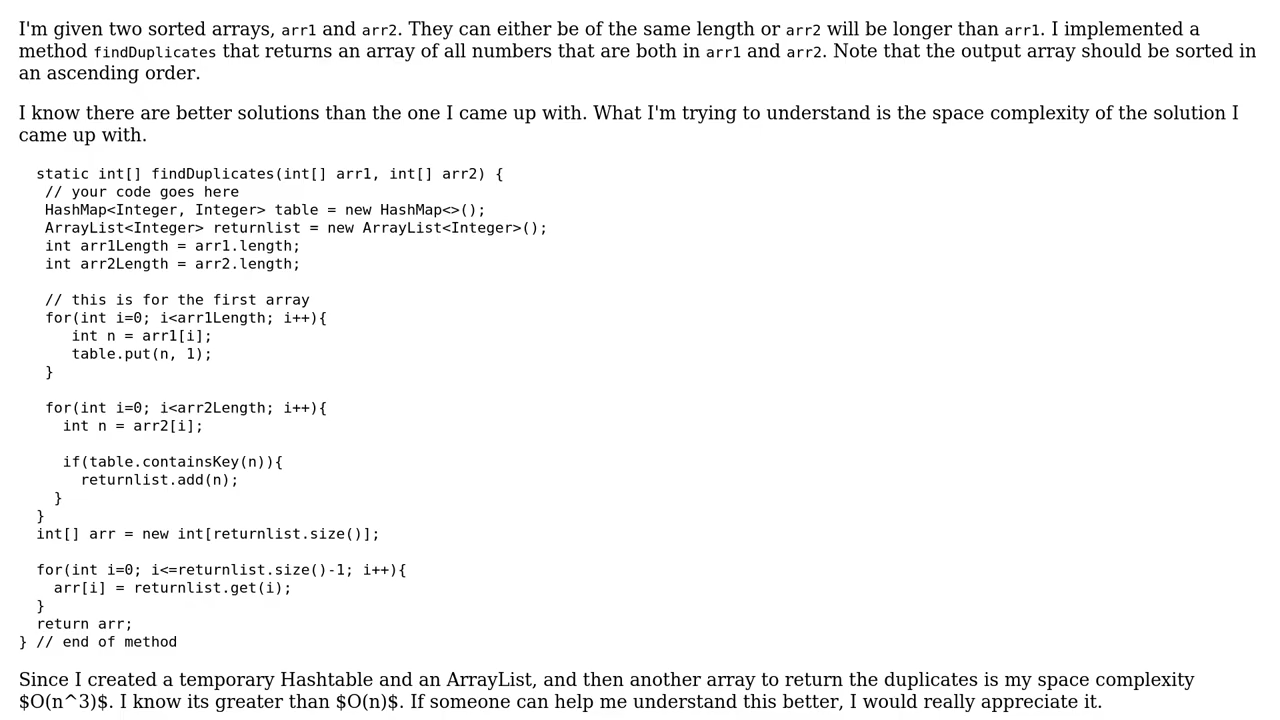 I'm given two sorted arrays, arr1 and arr2. They can either be of the same length or arr2 will be longer than arr1. I implemented a
method findDuplicates that returns an array of all numbers that are both in arr1 and arr2. Note that the output array should be sorted in
an ascending order.
I know there are better solutions than the one I came up with. What I'm trying to understand is the space complexity of the solution I
came up with.
static int[] findDuplicates(int[] arr1, int[] arr2) {
// your code goes here
HashMap<Integer, Integer> table = new HashMap<>();
ArrayList<Integer> returnlist = new ArrayList<Integer>();
int arr1Length = arr1.length;
int arr2Length = arr2.length;
// this is for the first array
for(int i=0; i<arr1Length; i++){
int n = arr1[i];
table.put(n, 1);
}
for(int i=0; i<arr2Length; i++){
int n = arr2[i];
if(table.containsKey(n)){
returnlist.add(n);
}
}
int[] arr = new int[returnlist.size()];
for(int i=0; i<=returnlist.size()-1; i++){
arr[i] = returnlist.get(i);
}
return arr;
} // end of method
Since I created a temporary Hashtable and an ArrayList, and then another array to return the duplicates is my space complexity
$O(n^3)$. I know its greater than $O(n)$. If someone can help me understand this better, I would really appreciate it.